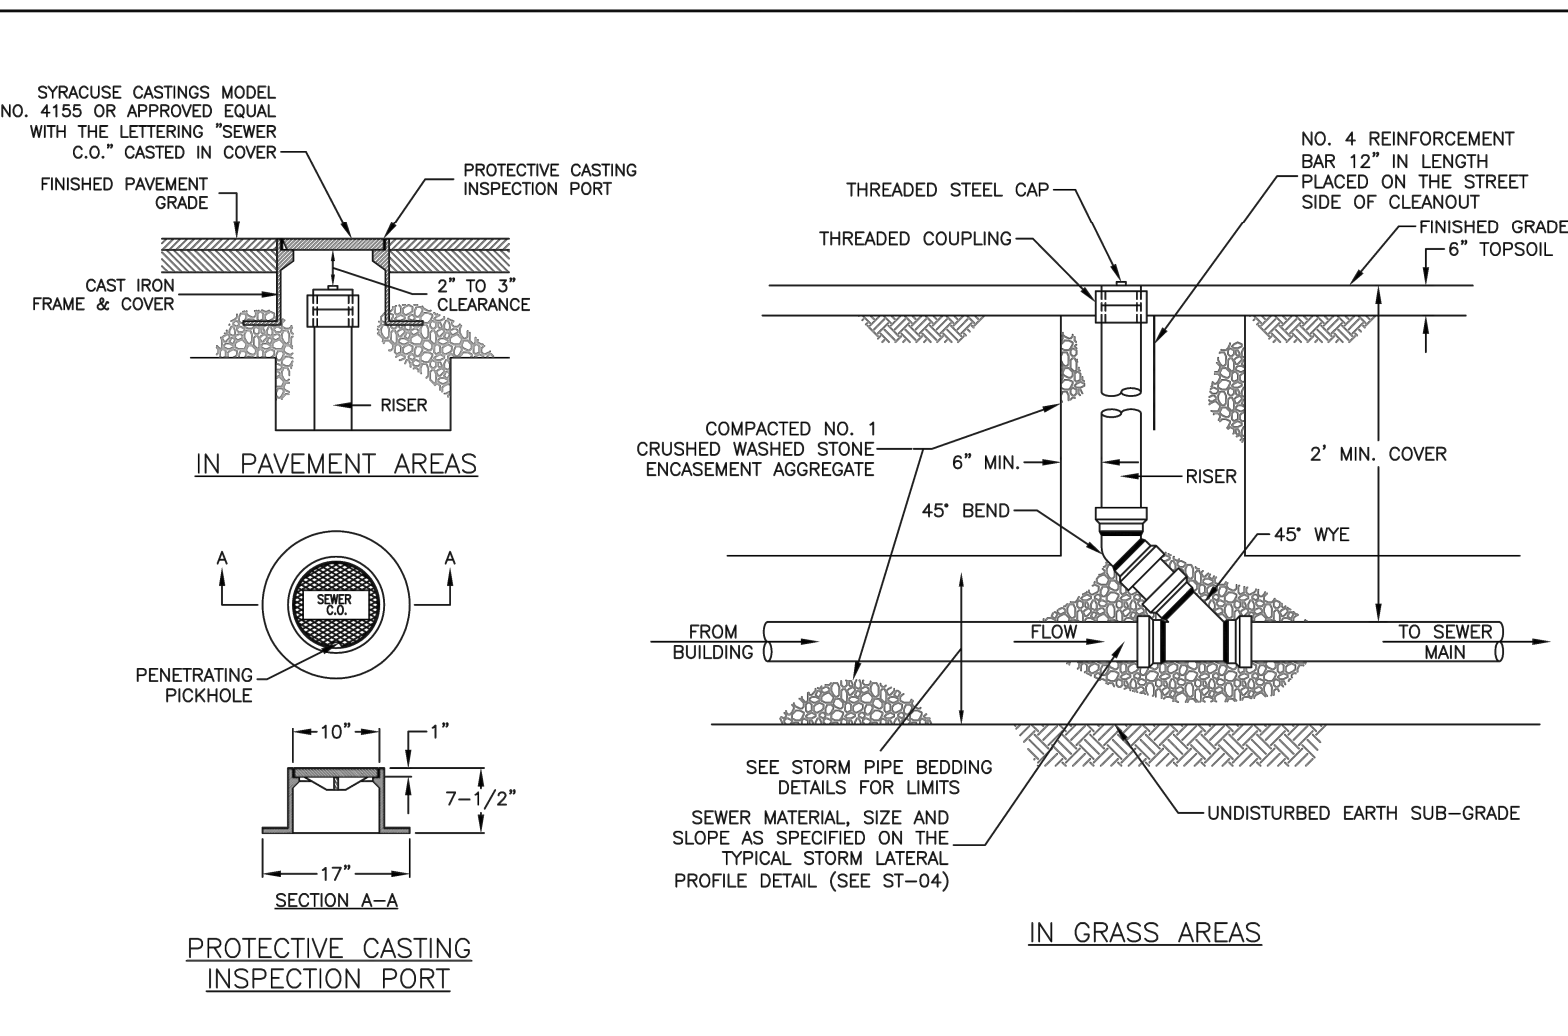 SYRACUSE CASTINGS MODEL
NO. 4155 OR APPROVED EQUAL
WITH THE LETTERING "SEWER
C.O." CASTED IN COVER
FINISHED PAVEMENT
GRADE
PROTECTIVE CASTING
INSPECTION PORT
CAST IRON
FRAME & COVER
2" TO 3"
CLEARANCE
RISER
IN PAVEMENT AREAS
A
A
SEWER
C.O.
PENETRATING
PICKHOLE
10"
1"
7-1/2"
17"
SECTION A-A
PROTECTIVE CASTING
INSPECTION PORT
THREADED STEEL CAP
THREADED COUPLING
NO. 4 REINFORCEMENT
BAR 12" IN LENGTH
PLACED ON THE STREET
SIDE OF CLEANOUT
FINISHED GRADE
6" TOPSOIL
COMPACTED NO. 1
CRUSHED WASHED STONE
ENCASEMENT AGGREGATE
6" MIN.
RISER
2' MIN. COVER
45° BEND
45° WYE
FROM
BUILDING
FLOW
TO SEWER
MAIN
SEE STORM PIPE BEDDING
DETAILS FOR LIMITS
SEWER MATERIAL, SIZE AND
SLOPE AS SPECIFIED ON THE
TYPICAL STORM LATERAL
PROFILE DETAIL (SEE ST-04)
UNDISTURBED EARTH SUB-GRADE
IN GRASS AREAS